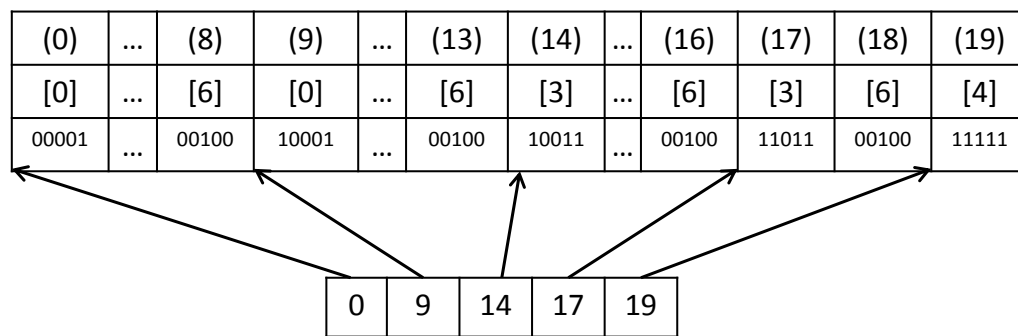 (0) ... (8) (9) ... (13) (14) ... (16) (17) (18) (19)
[0] ... [6] [0] ... [6] [3] ... [6] [3] [6] [4]
00001 ... 00100 10001 ... 00100 10011 ... 00100 11011 00100 11111
0 9 14 17 19